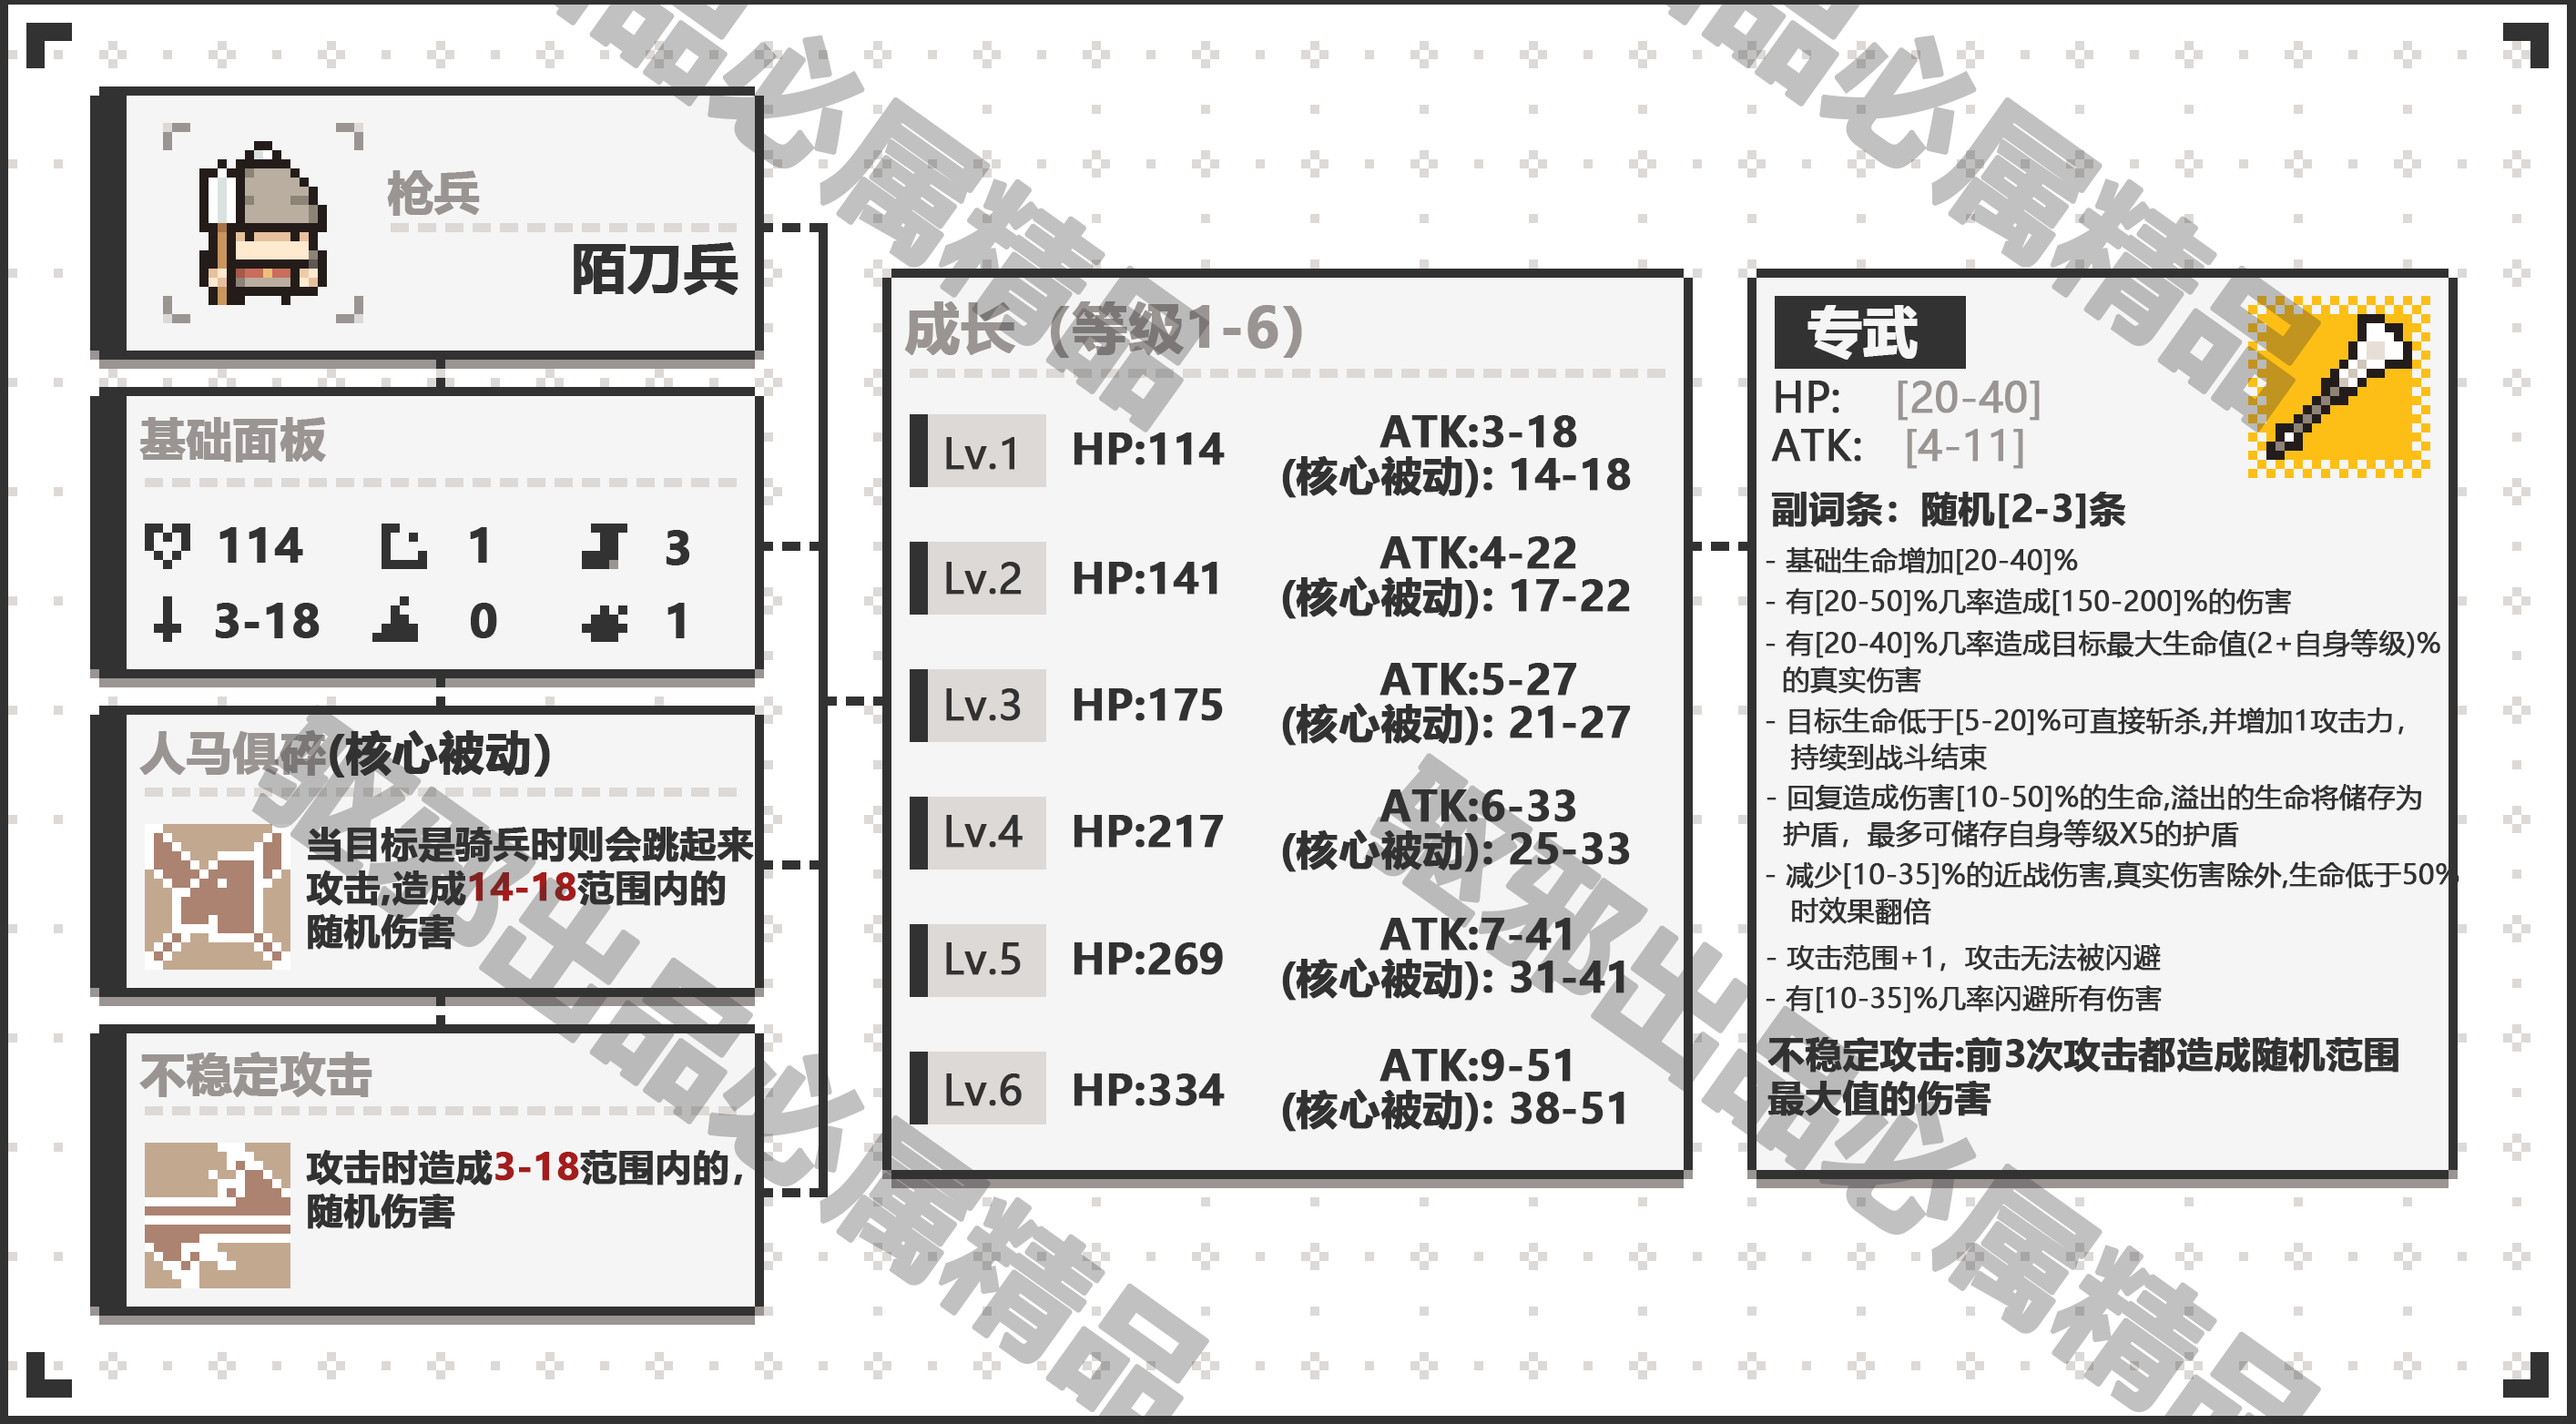 枪兵
陌刀兵
基础面板
114
1
3
3-18
0
1
人马俱碎(核心被动)
当目标是骑兵时则会跳起来
攻击,造成14-18范围内的
随机伤害
不稳定攻击
攻击时造成3-18范围内的,
随机伤害
成长（等级1-6）
Lv.1
HP:114
ATK:3-18
(核心被动): 14-18
Lv.2
HP:141
ATK:4-22
(核心被动): 17-22
Lv.3
HP:175
ATK:5-27
(核心被动): 21-27
Lv.4
HP:217
ATK:6-33
(核心被动): 25-33
Lv.5
HP:269
ATK:7-41
(核心被动): 31-41
Lv.6
HP:334
ATK:9-51
(核心被动): 38-51
专武
HP: [20-40]
ATK: [4-11]
副词条：随机[2-3]条
- 基础生命增加[20-40]%
- 有[20-50]%几率造成[150-200]%的伤害
- 有[20-40]%几率造成目标最大生命值(2+自身等级)%
的真实伤害
- 目标生命低于[5-20]%可直接斩杀,并增加1攻击力，
持续到战斗结束
- 回复造成伤害[10-50]%的生命,溢出的生命将储存为
护盾，最多可储存自身等级X5的护盾
- 减少[10-35]%的近战伤害,真实伤害除外,生命低于50%
时效果翻倍
- 攻击范围+1，攻击无法被闪避
- 有[10-35]%几率闪避所有伤害
不稳定攻击:前3次攻击都造成随机范围
最大值的伤害
品必属精品
品必属精品
驱邪出品必属精品
驱邪出品必属精品